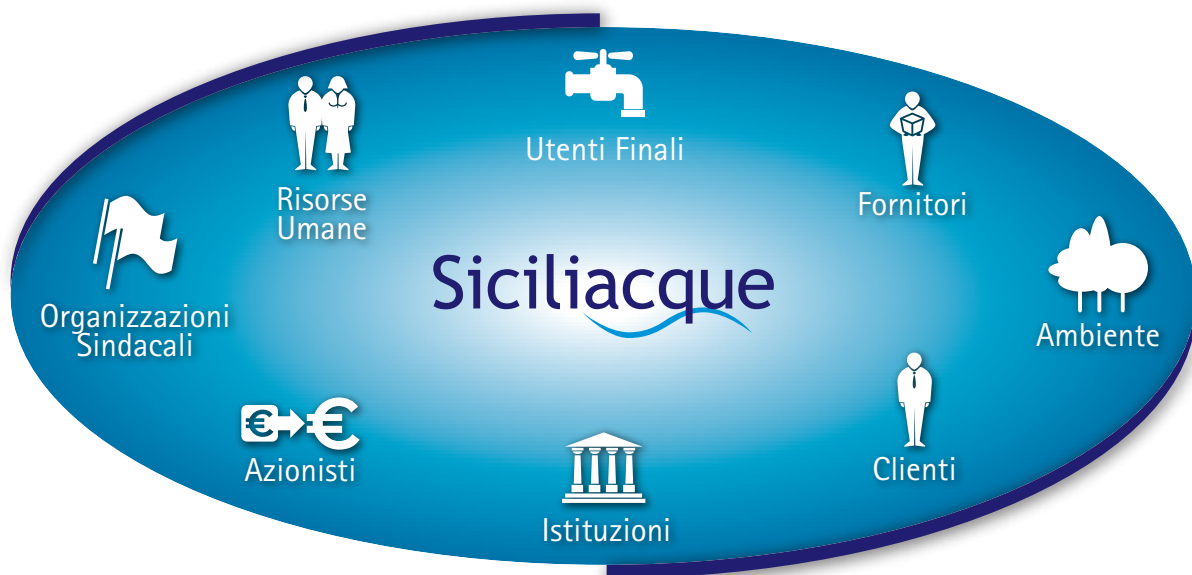 Utenti Finali
Risorse
Umane
Fornitori
Organizzazioni
Sindacali
Siciliacque
Ambiente
Azionisti
Clienti
Istituzioni